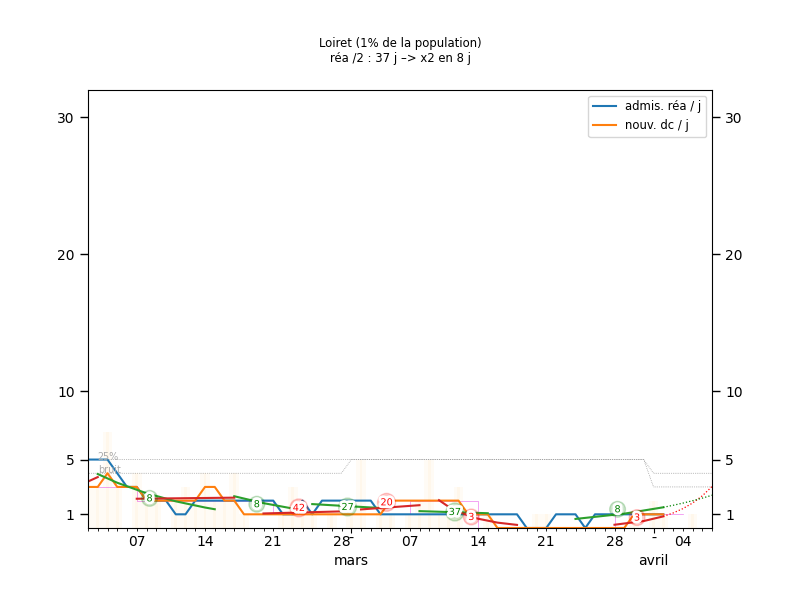 Loiret (1% de la population)
réa /2 : 37 j –> x2 en 8 j
admis. réa / j
nouv. dc / j
30 30
20 20
10 10
5 5
1 1
25%
bruit
8 8 42 27 20 37 3 8 3
07 14 21 28 07 14 21 28 - 04
mars avril